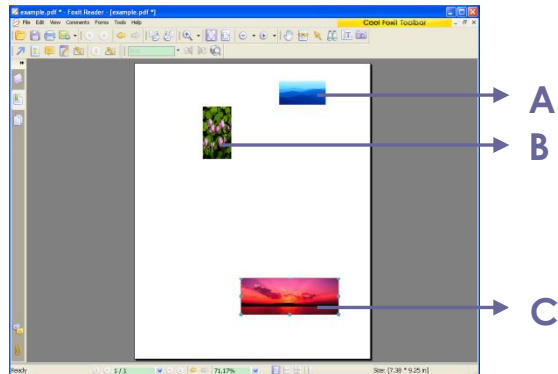 example.pdf * - Foxit Reader - [example.pdf *]
File Edit View Comments Forms Tools Help
Cool Foxit Toolbar
A
B
C
Ready
1/1
71.17%
Size: [7.38 * 9.25 in]